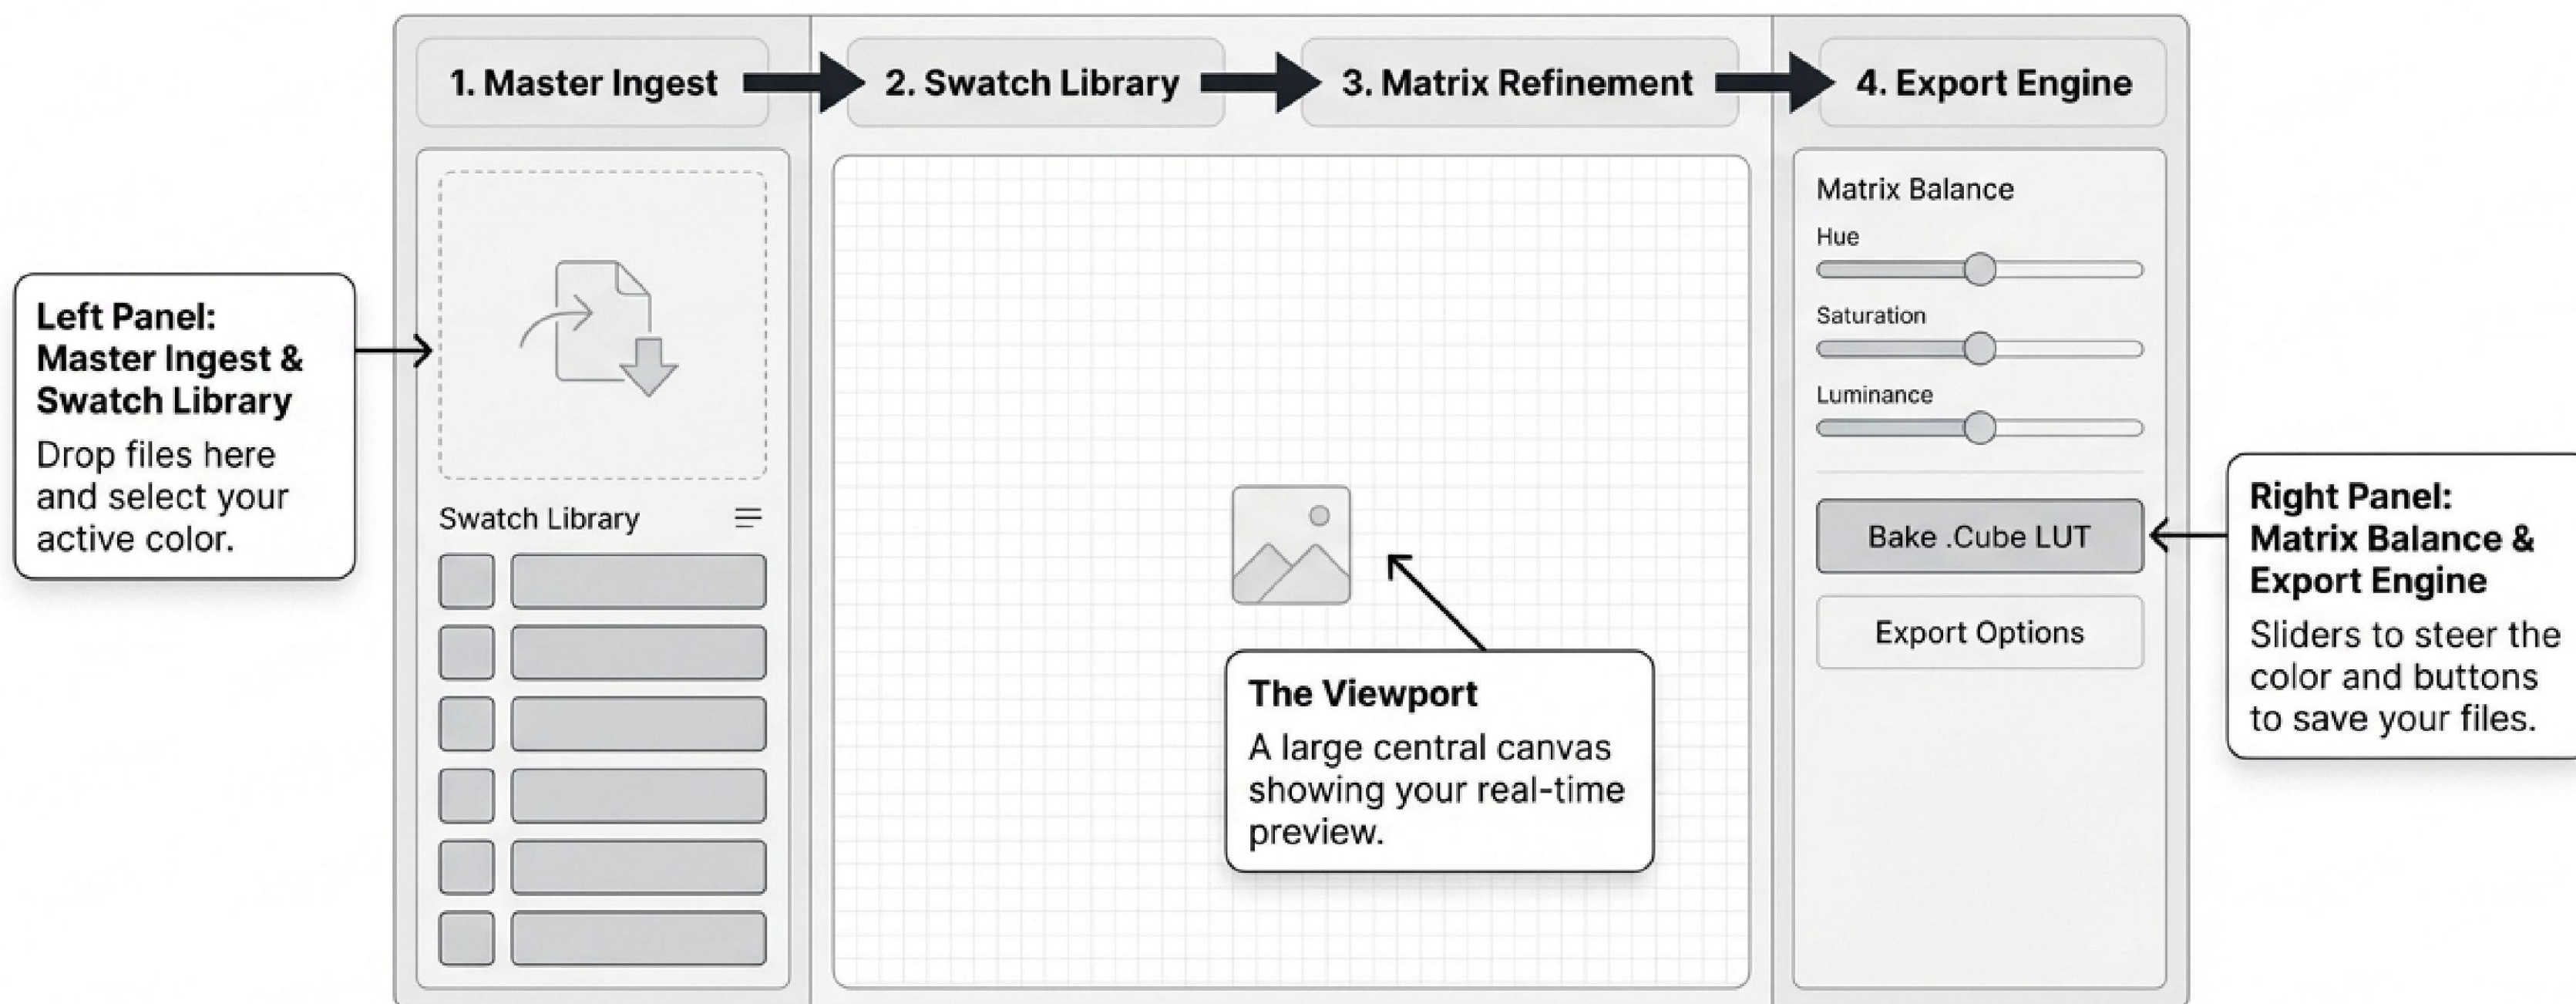 1. Master Ingest
2. Swatch Library
3. Matrix Refinement
4. Export Engine
Left Panel:
Master Ingest &
Swatch Library
Drop files here
and select your
active color.
Swatch Library
The Viewport
A large central canvas
showing your real-time
preview.
Matrix Balance
Hue
Saturation
Luminance
Bake .Cube LUT
Export Options
Right Panel:
Matrix Balance &
Export Engine
Sliders to steer the
color and buttons
to save your files.